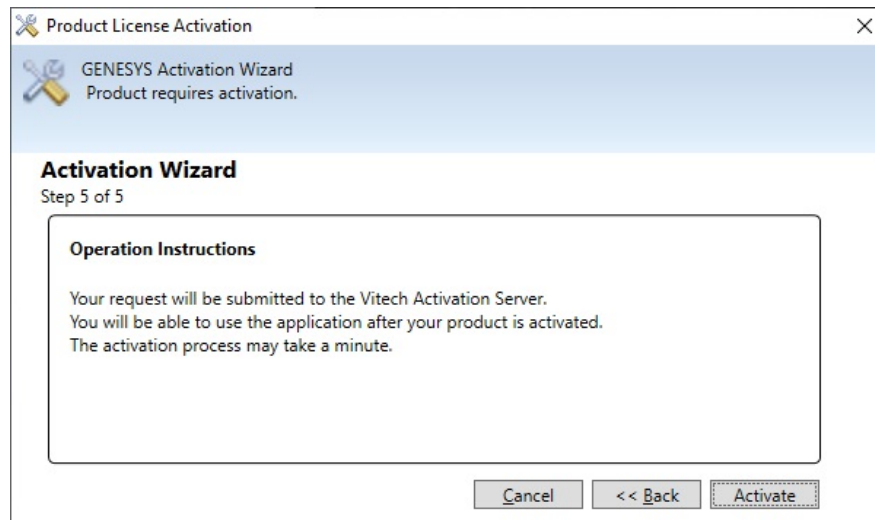 Product License Activation
GENESYS Activation Wizard
Product requires activation.
Activation Wizard
Step 5 of 5
Operation Instructions
Your request will be submitted to the Vitech Activation Server.
You will be able to use the application after your product is activated.
The activation process may take a minute.
Cancel
<< Back
Activate